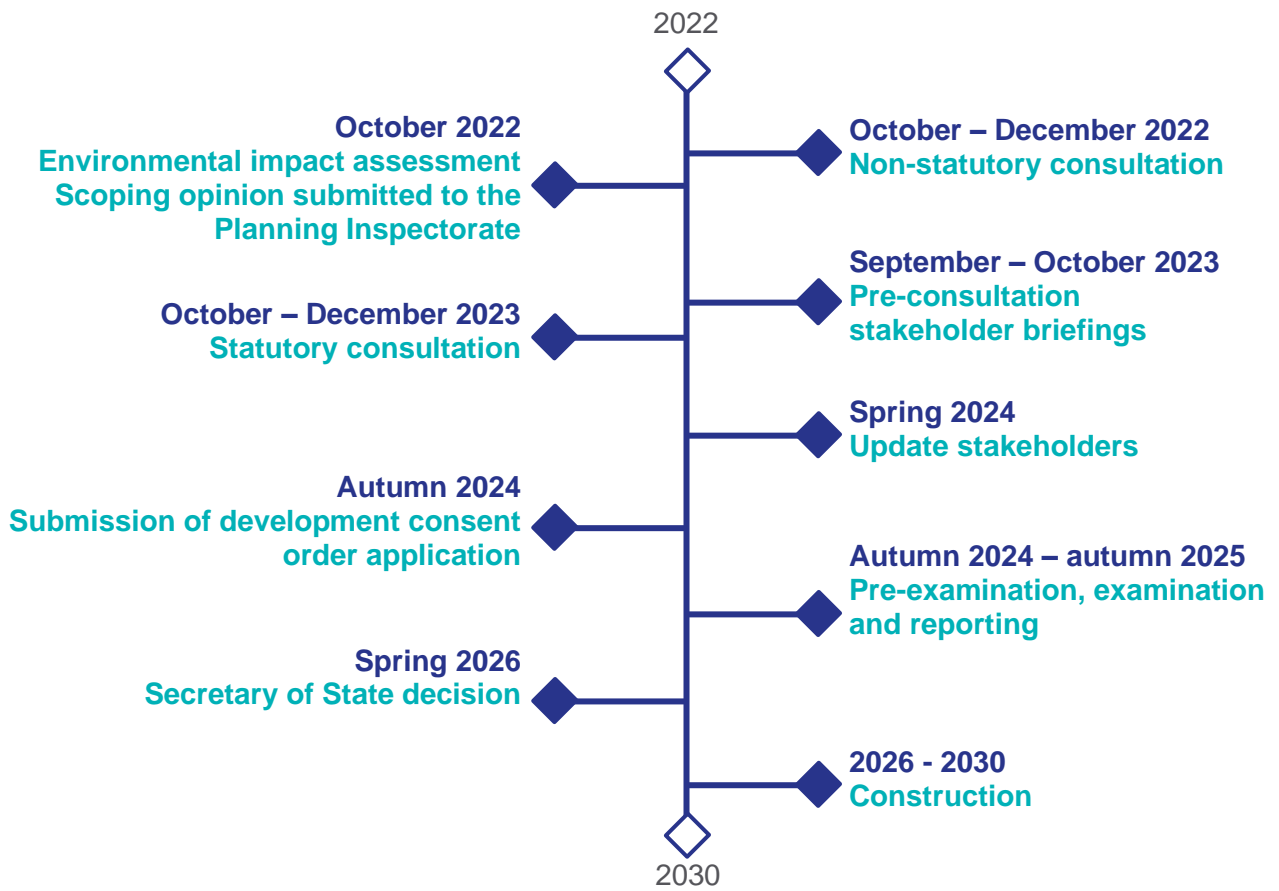 2022
October 2022
Environmental impact assessment
Scoping opinion submitted to the
Planning Inspectorate
October – December 2022
Non-statutory consultation
September – October 2023
Pre-consultation
stakeholder briefings
October – December 2023
Statutory consultation
Spring 2024
Update stakeholders
Autumn 2024
Submission of development consent
order application
Autumn 2024 – autumn 2025
Pre-examination, examination
and reporting
Spring 2026
Secretary of State decision
2026 - 2030
Construction
2030